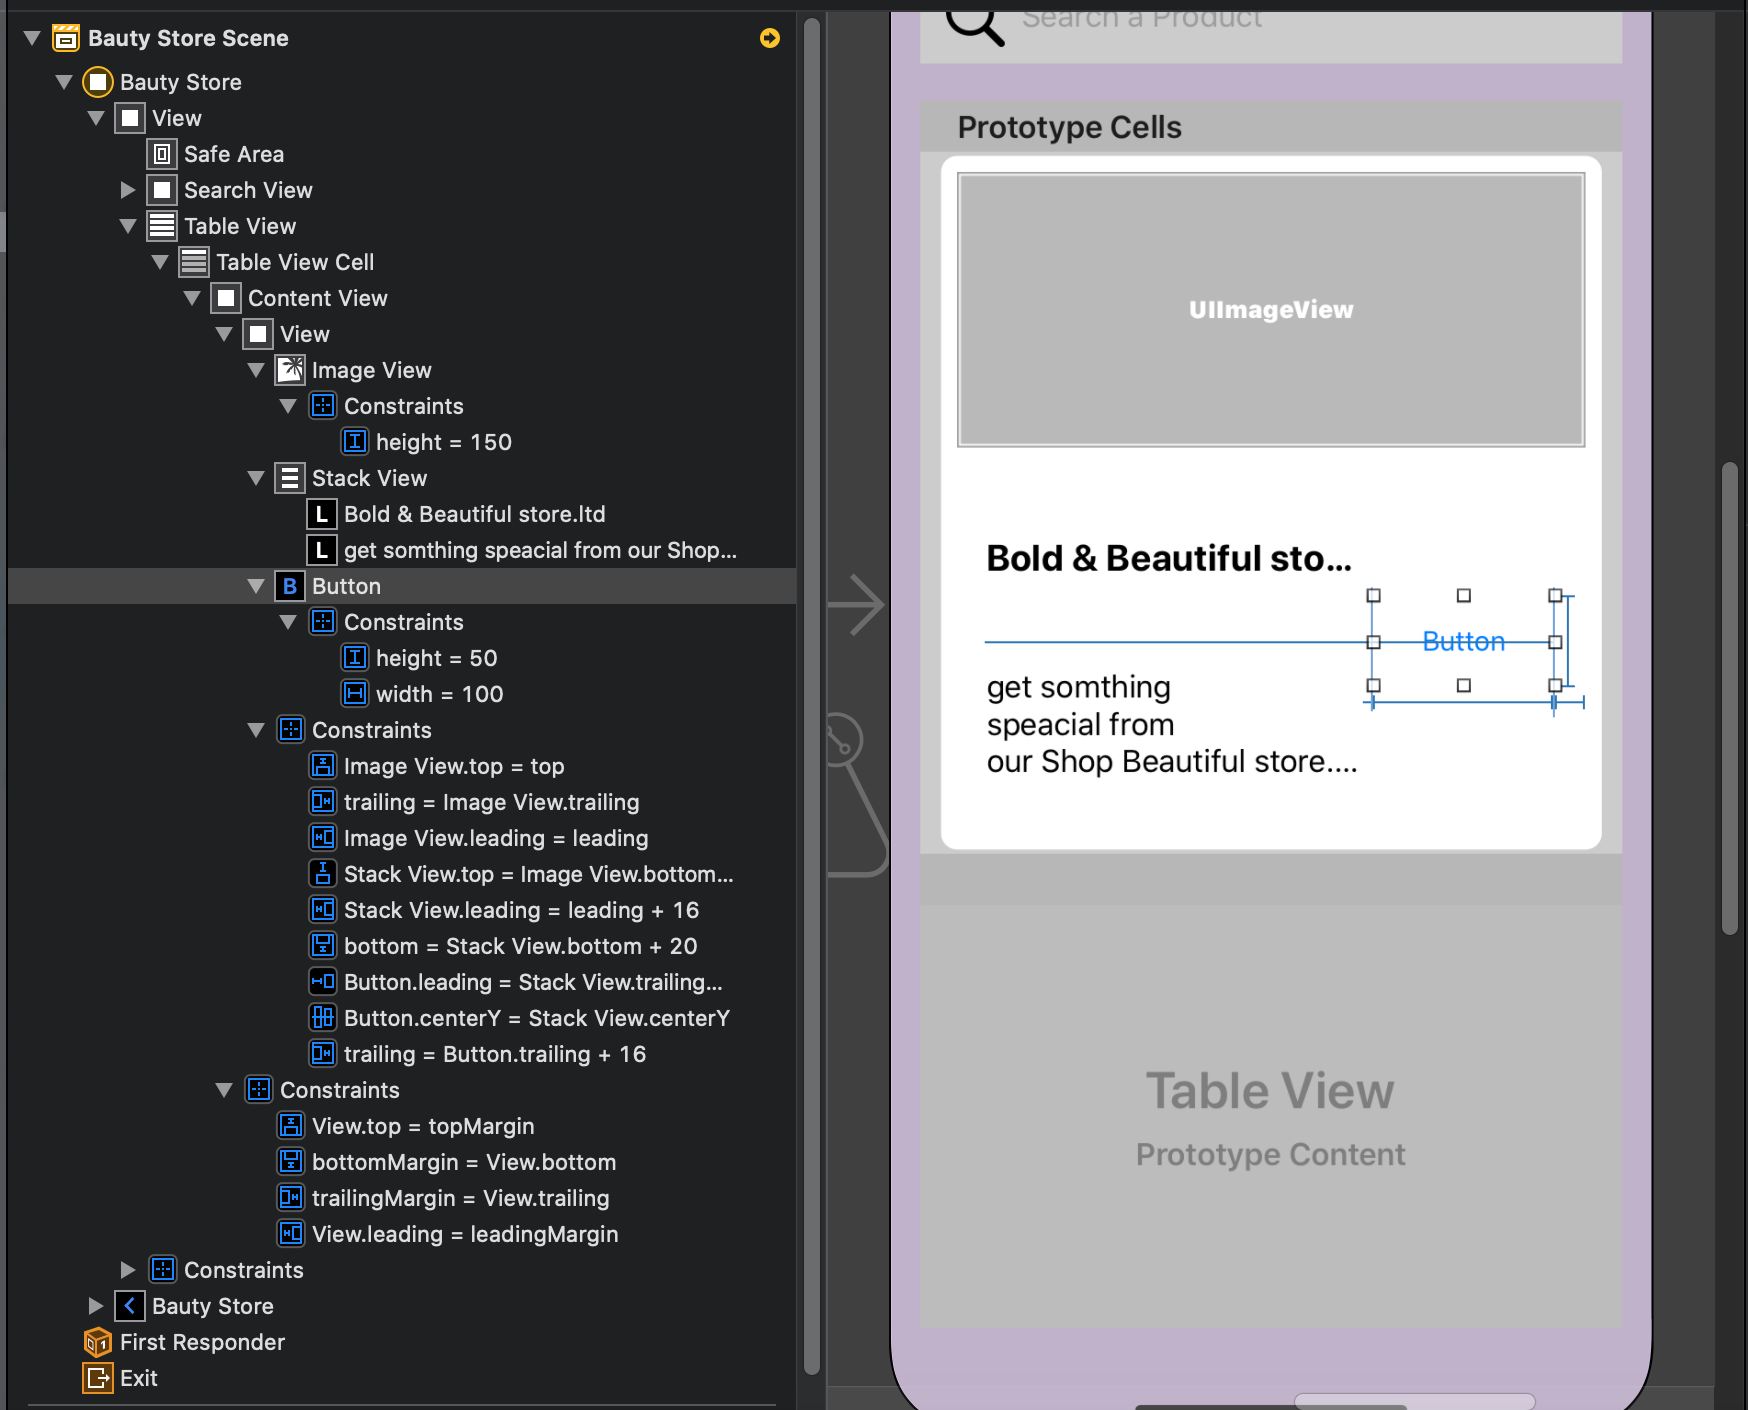 Bauty Store Scene
Bauty Store
View
Safe Area
Search View
Table View
Table View Cell
Content View
View
Image View
Constraints
height = 150
Stack View
L Bold & Beautiful store.ltd
L get somthing speacial from our Shop...
B Button
Constraints
height = 50
width = 100
Constraints
Image View.top = top
trailing = Image View.trailing
Image View.leading = leading
Stack View.top = Image View.bottom...
Stack View.leading = leading + 16
bottom = Stack View.bottom + 20
Button.leading = Stack View.trailing...
Button.centerY = Stack View.centerY
trailing = Button.trailing + 16
Constraints
View.top = topMargin
bottomMargin = View.bottom
trailingMargin = View.trailing
View.leading = leadingMargin
Constraints
Bauty Store
First Responder
Exit
Search a Product
Prototype Cells
UIImageView
Bold & Beautiful sto...
Button
get somthing
speacial from
our Shop Beautiful store....
Table View
Prototype Content